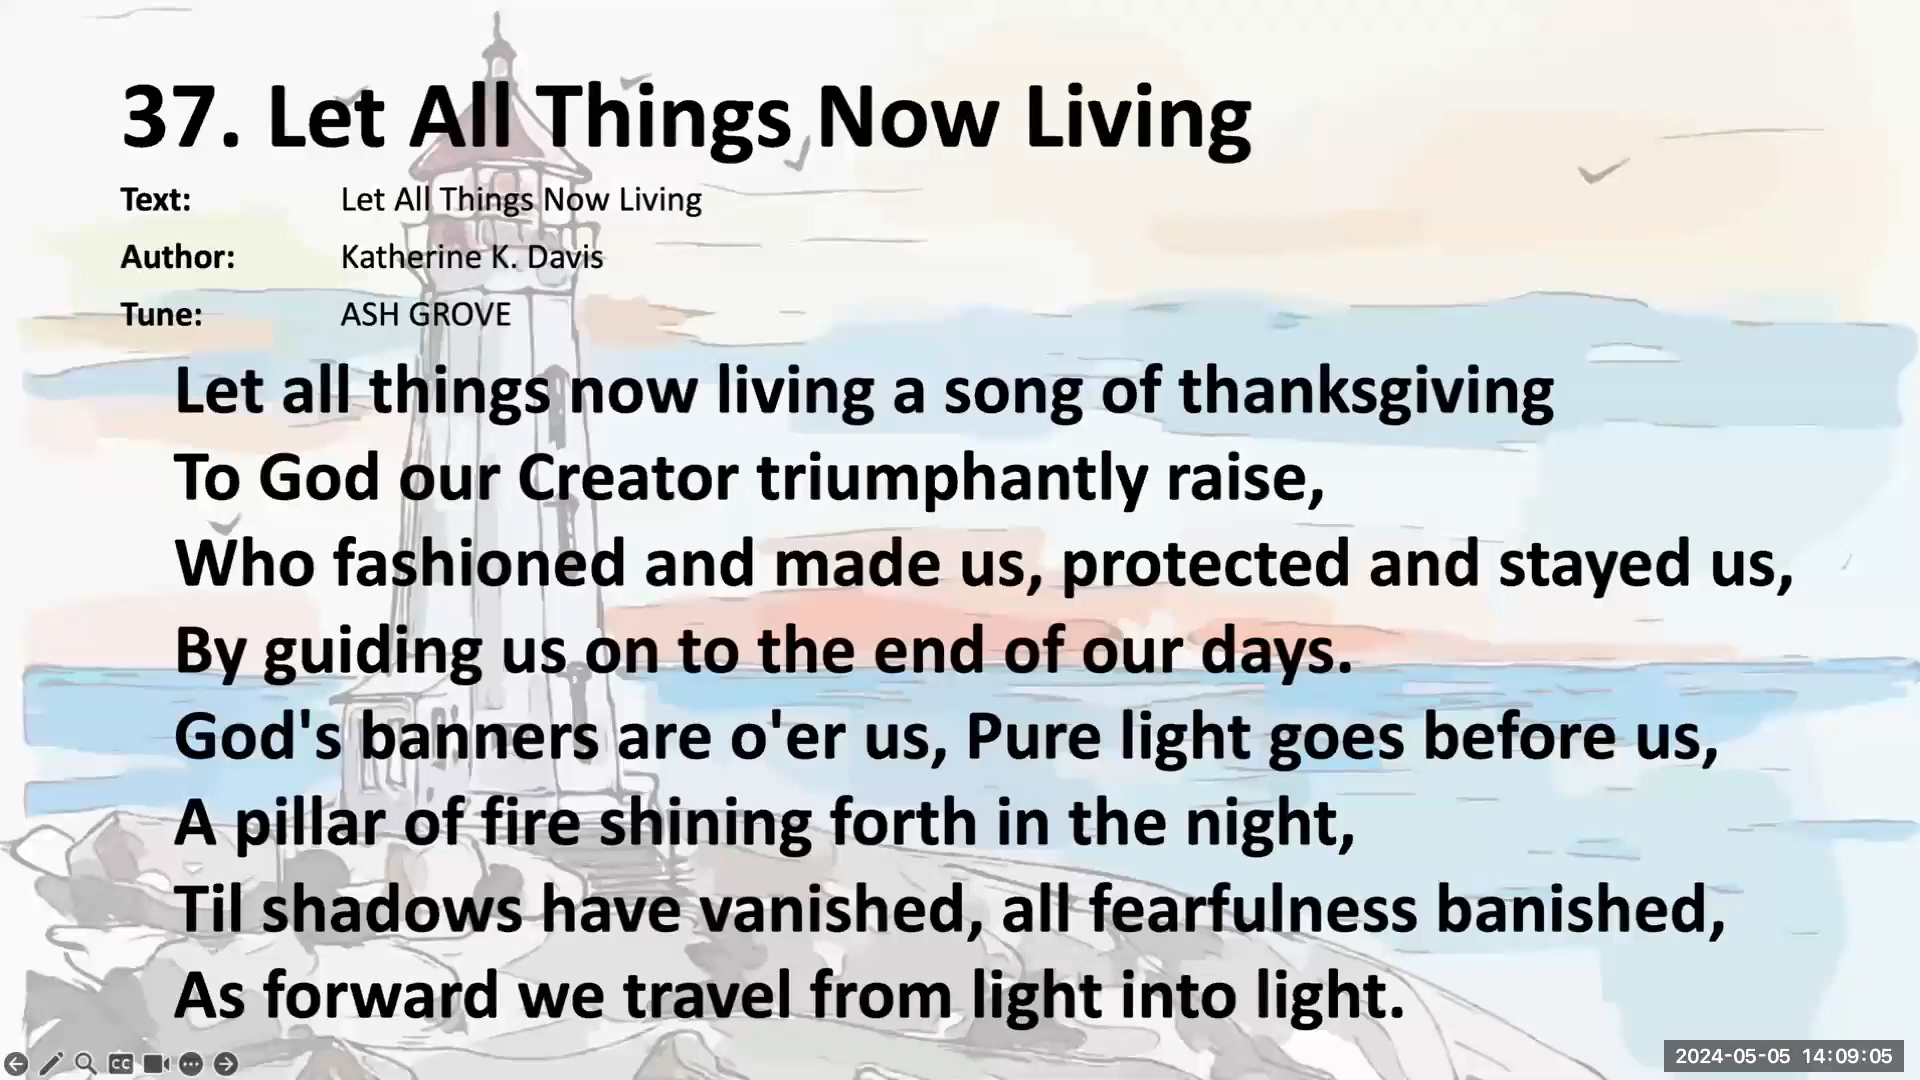 37. Let All Things Now Living
Text: Let All Things Now Living
Author: Katherine K. Davis
Tune: ASH GROVE
Let all things now living a song of thanksgiving
To God our Creator triumphantly raise,
Who fashioned and made us, protected and stayed us,
By guiding us on to the end of our days.
God's banners are o'er us, Pure light goes before us,
A pillar of fire shining forth in the night,
Til shadows have vanished, all fearfulness banished,
As forward we travel from light into light.
CC
2024-05-05 14:09:05